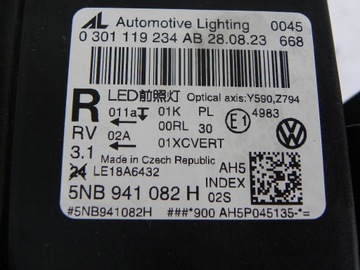 AL Automotive Lighting 0045
0 301 119 234 AB 28.08.23 668
R LED前照灯 Optical axis:Y590,Z794
011a 01K PL E1 4983
RV 02A 00RL 30
3.1 01XCVERT
Made in Czech Republic AH5
24 LE18A6432 INDEX
5NB 941 082 H 02S
#5NB941082H ###*900 AH5P045135-*=